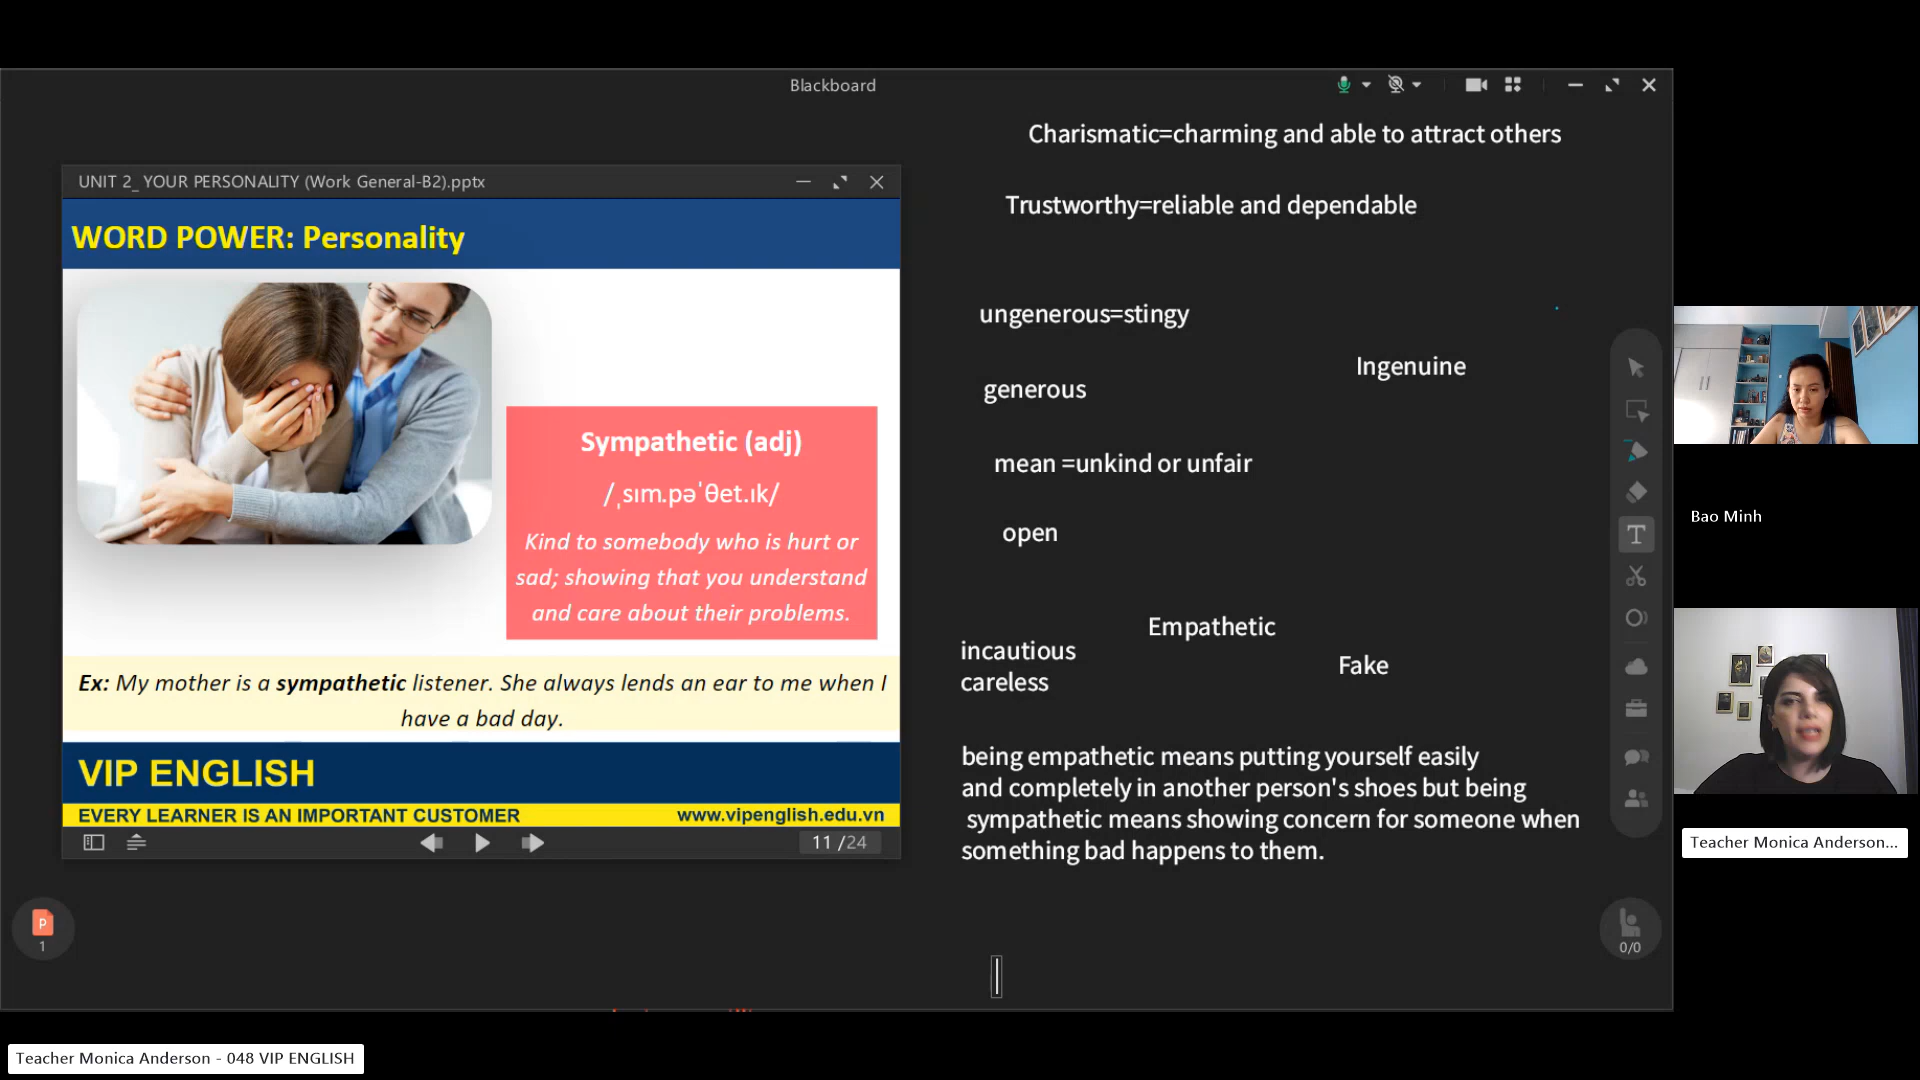 Blackboard
UNIT 2_ YOUR PERSONALITY (Work General-B2).pptx
WORD POWER: Personality
Sympathetic (adj)
/ˌsɪm.pəˈθet.ɪk/
Kind to somebody who is hurt or
sad; showing that you understand
and care about their problems.
Ex: My mother is a sympathetic listener. She always lends an ear to me when I
have a bad day.
VIP ENGLISH
EVERY LEARNER IS AN IMPORTANT CUSTOMER
www.vipenglish.edu.vn
11 /24
P
1
Charismatic=charming and able to attract others
Trustworthy=reliable and dependable
ungenerous=stingy
Ingenuine
generous
mean =unkind or unfair
open
Empathetic
incautious
careless
Fake
being empathetic means putting yourself easily
and completely in another person's shoes but being
sympathetic means showing concern for someone when
something bad happens to them.
T
0/0
Bao Minh
Teacher Monica Anderson...
Teacher Monica Anderson - 048 VIP ENGLISH